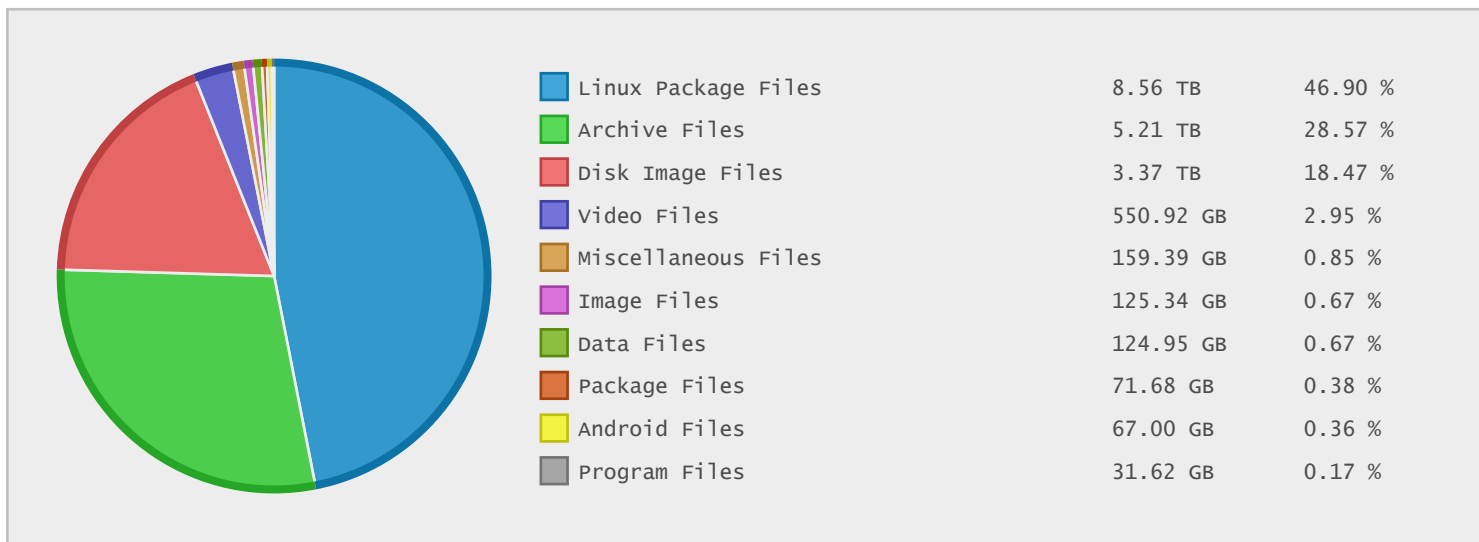 Linux Package Files 8.56 TB 46.90 %
Archive Files 5.21 TB 28.57 %
Disk Image Files 3.37 TB 18.47 %
Video Files 550.92 GB 2.95 %
Miscellaneous Files 159.39 GB 0.85 %
Image Files 125.34 GB 0.67 %
Data Files 124.95 GB 0.67 %
Package Files 71.68 GB 0.38 %
Android Files 67.00 GB 0.36 %
Program Files 31.62 GB 0.17 %